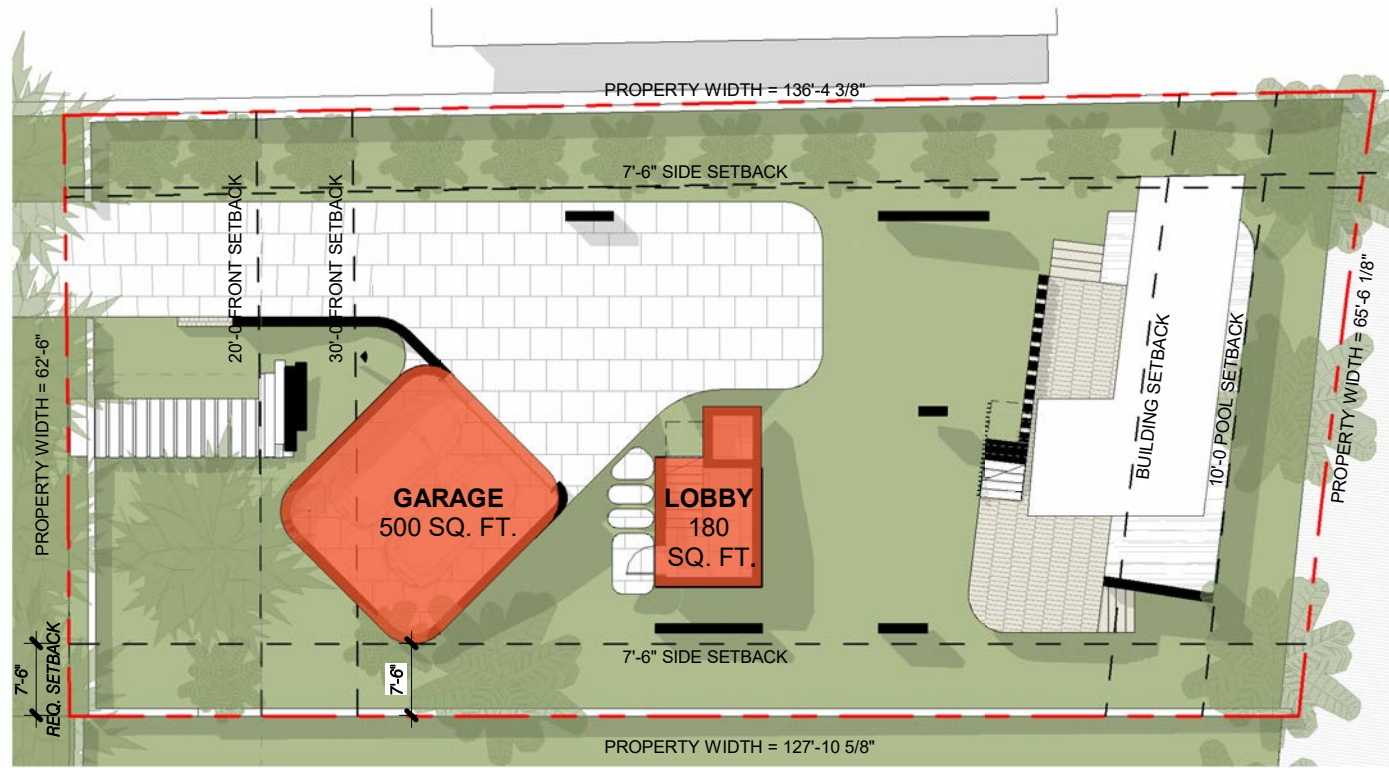 PROPERTY WIDTH = 136'-4 3/8"
7'-6" SIDE SETBACK
20'-0 FRONT SETBACK
30'-0 FRONT SETBACK
PROPERTY WIDTH = 62'-6"
BUILDING SETBACK
10'-0 POOL SETBACK
PROPERTY WIDTH = 65'-6 1/8"
GARAGE
500 SQ. FT.
LOBBY
180
SQ. FT.
7'-6"
REQ. SETBACK
7'-6"
7'-6" SIDE SETBACK
PROPERTY WIDTH = 127'-10 5/8"